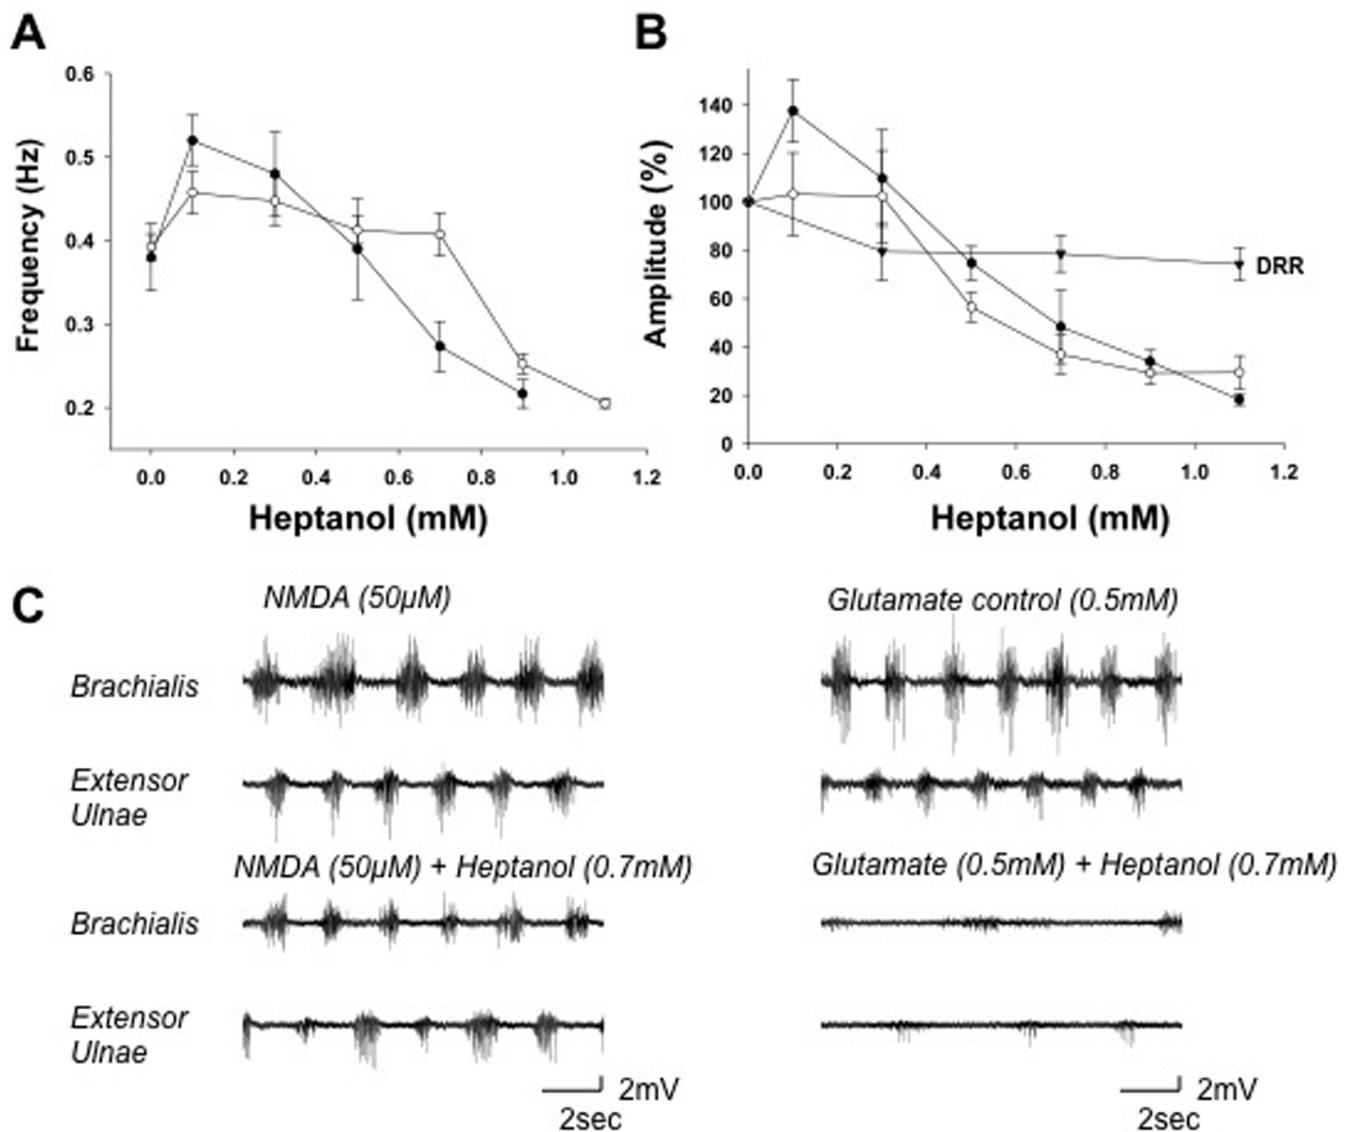 A
B
0.6
0.5
0.4
0.3
0.2
Frequency (Hz)
0.0 0.2 0.4 0.6 0.8 1.0 1.2
Heptanol (mM)
140
120
100
80
60
40
20
0
Amplitude (%)
DRR
0.0 0.2 0.4 0.6 1.0 1.2
Heptanol (mM)
C
NMDA (50µM)
Glutamate control (0.5mM)
Brachialis
Extensor
Ulnae
NMDA (50µM) + Heptanol (0.7mM)
Glutamate (0.5mM) + Heptanol (0.7mM)
Brachialis
Extensor
Ulnae
2mV
2sec
2mV
2sec